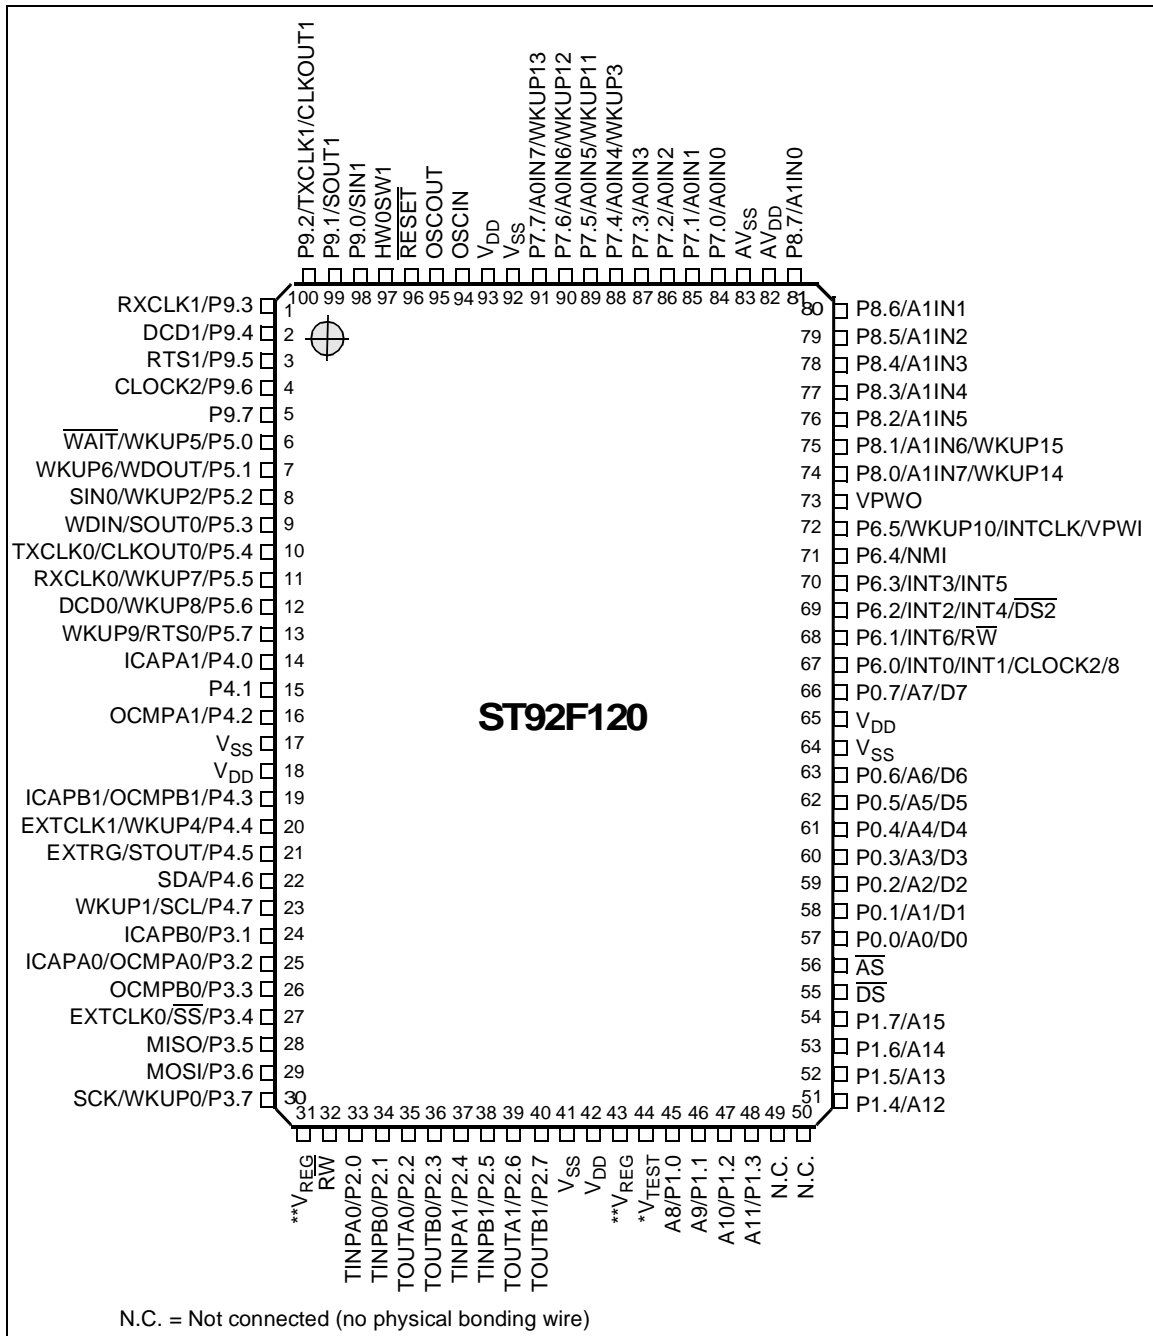 P9.2/TXCLK1/CLKOUT1
P9.1/SOUT1
P9.0/SIN1
HW0SW1
RESET
OSCOUT
OSCIN
VDD
VSS
P7.7/A0IN7/WKUP13
P7.6/A0IN6/WKUP12
P7.5/A0IN5/WKUP11
P7.4/A0IN4/WKUP3
P7.3/A0IN3
P7.2/A0IN2
P7.1/A0IN1
P7.0/A0IN0
AVSS
AVDD
P8.7/A1IN0
100 99 98 97 96 95 94 93 92 91 90 89 88 87 86 85 84 83 82 81
RXCLK1/P9.3 1
DCD1/P9.4 2
RTS1/P9.5 3
CLOCK2/P9.6 4
P9.7 5
WAIT/WKUP5/P5.0 6
WKUP6/WDOUT/P5.1 7
SIN0/WKUP2/P5.2 8
WDIN/SOUT0/P5.3 9
TXCLK0/CLKOUT0/P5.4 10
RXCLK0/WKUP7/P5.5 11
DCD0/WKUP8/P5.6 12
WKUP9/RTS0/P5.7 13
ICAPA1/P4.0 14
P4.1 15
OCMPA1/P4.2 16
VSS 17
VDD 18
ICAPB1/OCMPB1/P4.3 19
EXTCLK1/WKUP4/P4.4 20
EXTRG/STOUT/P4.5 21
SDA/P4.6 22
WKUP1/SCL/P4.7 23
ICAPB0/P3.1 24
ICAPA0/OCMPA0/P3.2 25
OCMPB0/P3.3 26
EXTCLK0/SS/P3.4 27
MISO/P3.5 28
MOSI/P3.6 29
SCK/WKUP0/P3.7 30
ST92F120
80 P8.6/A1IN1
79 P8.5/A1IN2
78 P8.4/A1IN3
77 P8.3/A1IN4
76 P8.2/A1IN5
75 P8.1/A1IN6/WKUP15
74 P8.0/A1IN7/WKUP14
73 VPWO
72 P6.5/WKUP10/INTCLK/VPWI
71 P6.4/NMI
70 P6.3/INT3/INT5
69 P6.2/INT2/INT4/DS2
68 P6.1/INT6/RW
67 P6.0/INT0/INT1/CLOCK2/8
66 P0.7/A7/D7
65 VDD
64 VSS
63 P0.6/A6/D6
62 P0.5/A5/D5
61 P0.4/A4/D4
60 P0.3/A3/D3
59 P0.2/A2/D2
58 P0.1/A1/D1
57 P0.0/A0/D0
56 AS
55 DS
54 P1.7/A15
53 P1.6/A14
52 P1.5/A13
51 P1.4/A12
31 32 33 34 35 36 37 38 39 40 41 42 43 44 45 46 47 48 49 50
**VREG
RW
TINPA0/P2.0
TINPB0/P2.1
TOUTA0/P2.2
TOUTB0/P2.3
TINPA1/P2.4
TINPB1/P2.5
TOUTA1/P2.6
TOUTB1/P2.7
VSS
VDD
**VREG
*VTEST
A8/P1.0
A9/P1.1
A10/P1.2
A11/P1.3
N.C.
N.C.
N.C. = Not connected (no physical bonding wire)